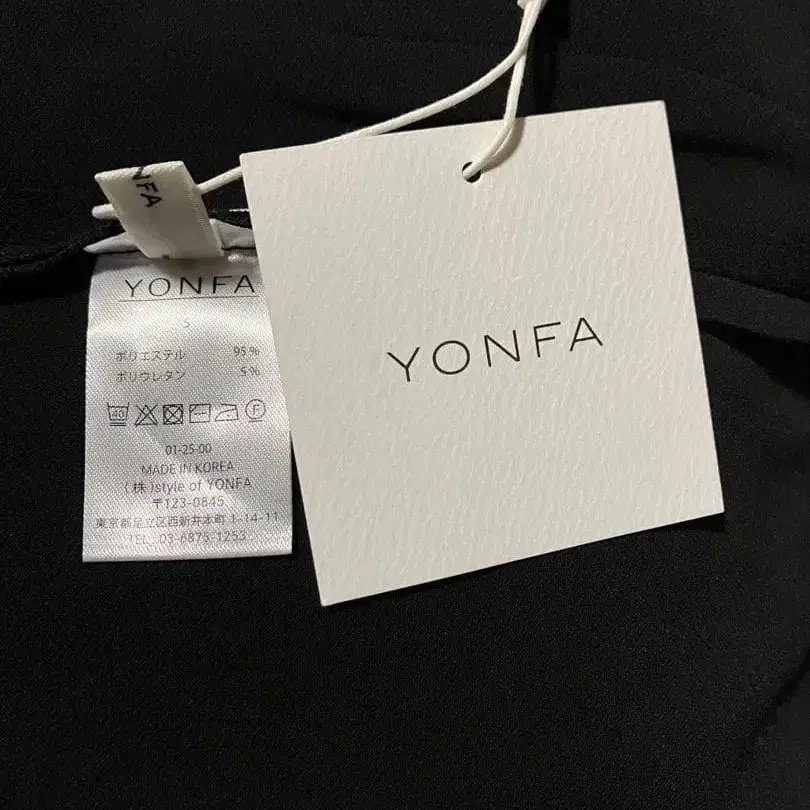 NFA
YONFA
S
ポリエステル 95%
ポリウレタン 5%
40 F
01-25-00
MADE IN KOREA
(株)style of YONFA
〒123-0845
東京都足立区西新井本町 1-14-11
TEL. 03-6875-1253
YONFA